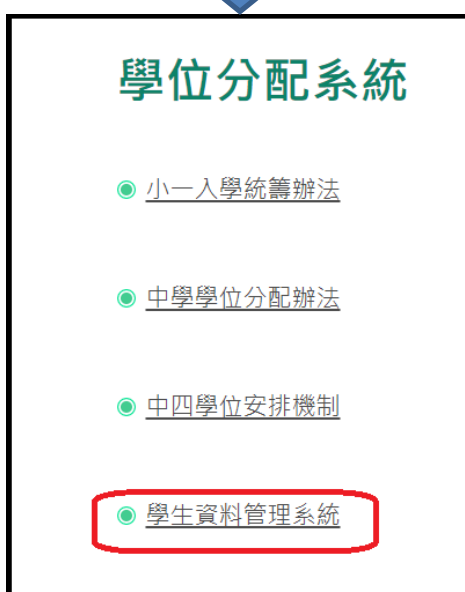 學位分配系統
小一入學統籌辦法
中學學位分配辦法
中四學位安排機制
學生資料管理系統